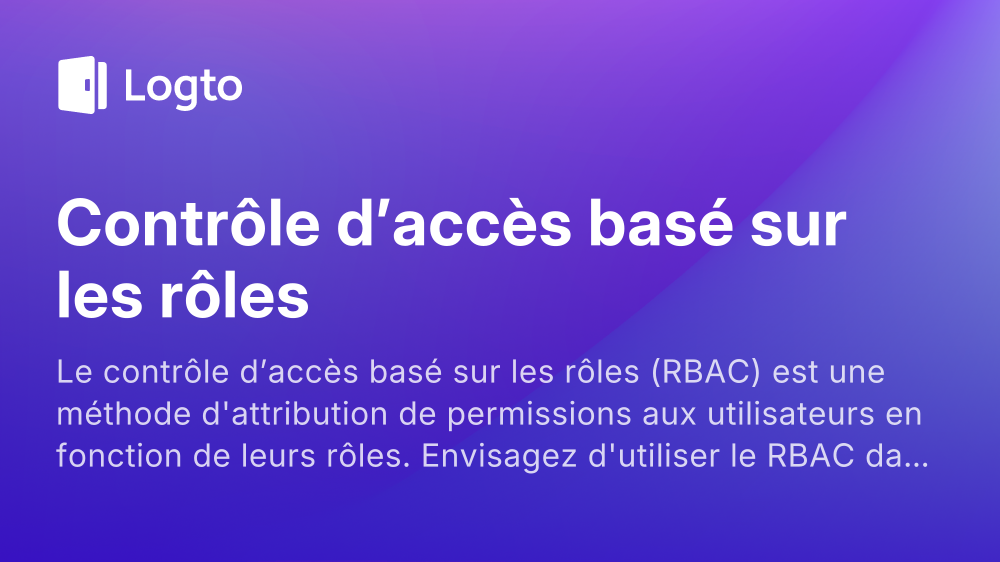 Logto
Contrôle d’accès basé sur
les rôles
Le contrôle d’accès basé sur les rôles (RBAC) est une
méthode d'attribution de permissions aux utilisateurs en
fonction de leurs rôles. Envisagez d'utiliser le RBAC da...